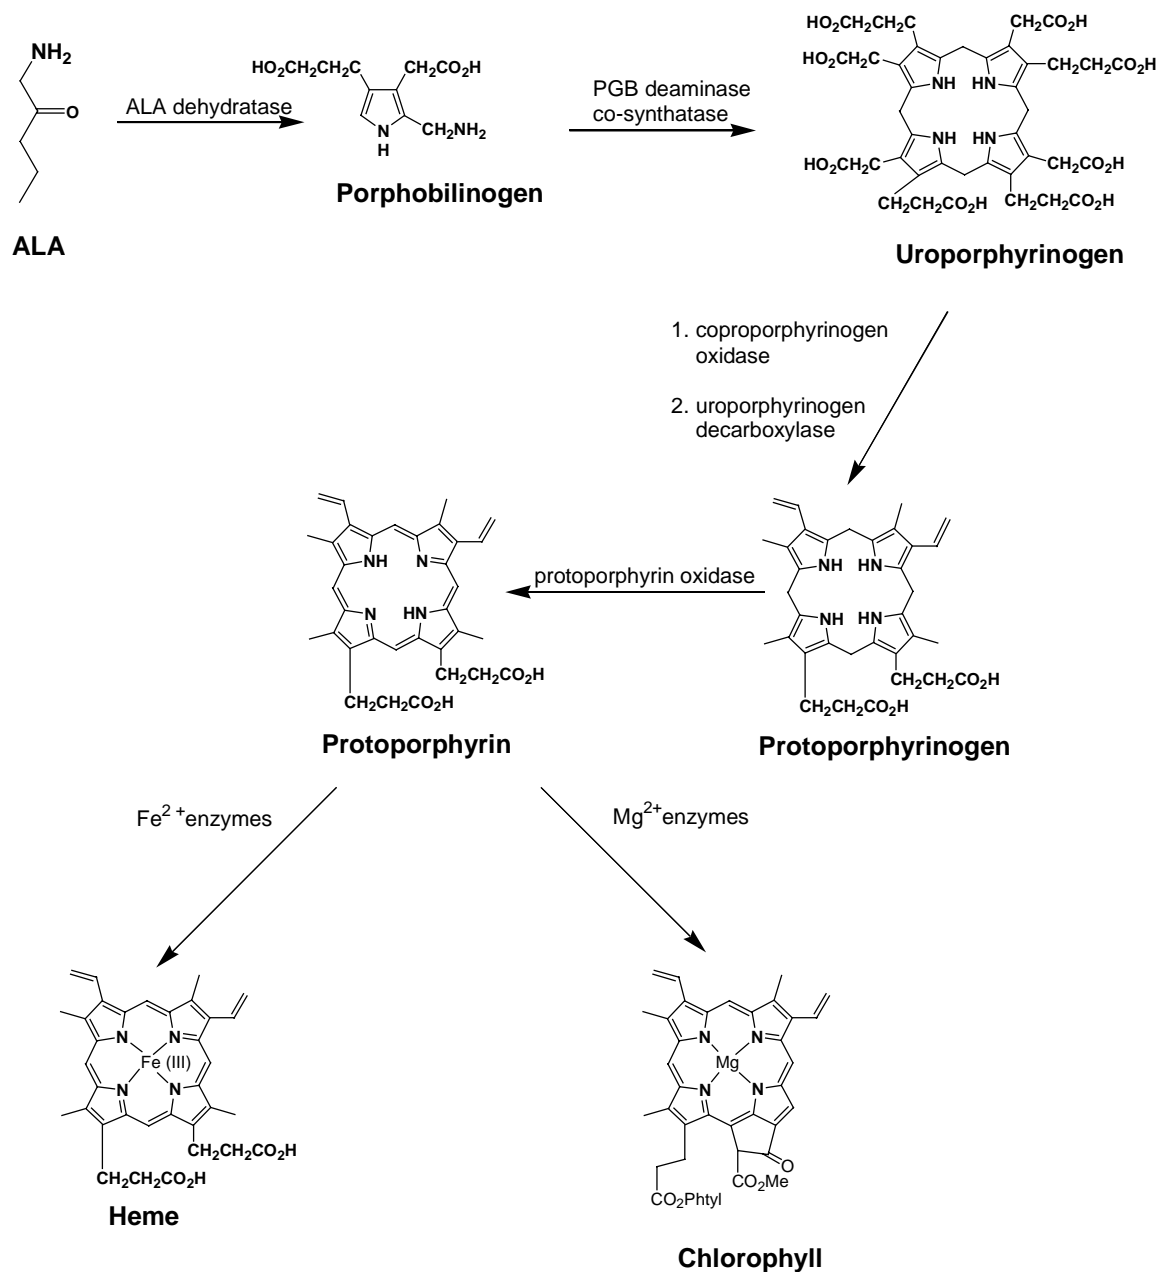 NH2
O
ALA
ALA dehydratase
HO2CH2CH2C
CH2CO2H
N
H
CH2NH2
Porphobilinogen
PGB deaminase
co-synthatase
HO2CH2CH2C
CH2CO2H
HO2CH2C
CH2CH2CO2H
NH HN
NH HN
HO2CH2C
CH2CO2H
CH2CH2CO2H
CH2CH2CO2H
Uroporphyrinogen
1. coproporphyrinogen
oxidase
2. uroporphyrinogen
decarboxylase
NH N
N HN
CH2CH2CO2H
CH2CH2CO2H
Protoporphyrin
protoporphyrin oxidase
NH HN
NH HN
CH2CH2CO2H
CH2CH2CO2H
Protoporphyrinogen
Fe2 +enzymes
Mg2+enzymes
N N
Fe (III)
N N
CH2CH2CO2H
CH2CH2CO2H
Heme
N N
Mg
N N
O
CO2Me
CO2Phtyl
Chlorophyll